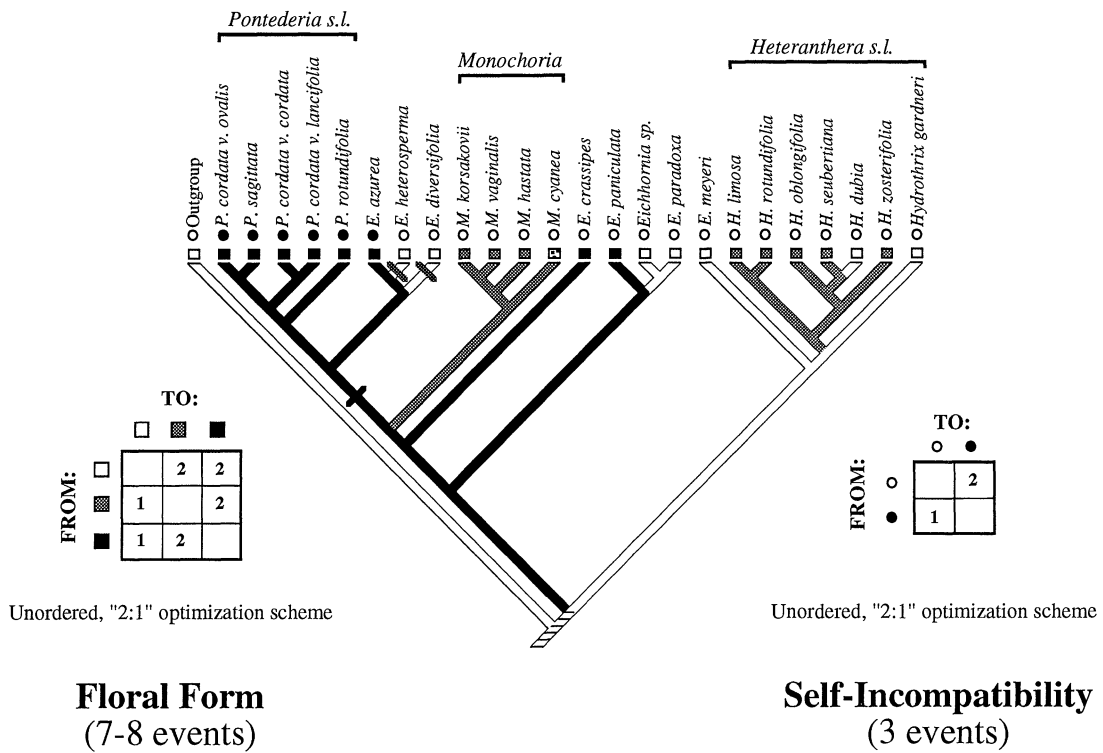 Pontederia s.l.
Monochoria
Heteranthera s.l.
Outgroup
P. cordata v. ovalis
P. sagittata
P. cordata v. cordata
P. cordata v. lancifolia
P. rotundifolia
E. azurea
E. heterosperma
E. diversifolia
M. korsakovii
M. vaginalis
M. hastata
M. cyanea
E. crassipes
E. paniculata
Eichhornia sp.
E. paradoxa
E. meyeri
H. limosa
H. rotundifolia
H. oblongifolia
H. seubertiana
H. dubia
H. zosterifolia
Hydrothrix gardneri
TO:
FROM:
2 2
1 2
1 2
Unordered, "2:1" optimization scheme
Floral Form
(7-8 events)
TO:
FROM:
2
1
Unordered, "2:1" optimization scheme
Self-Incompatibility
(3 events)